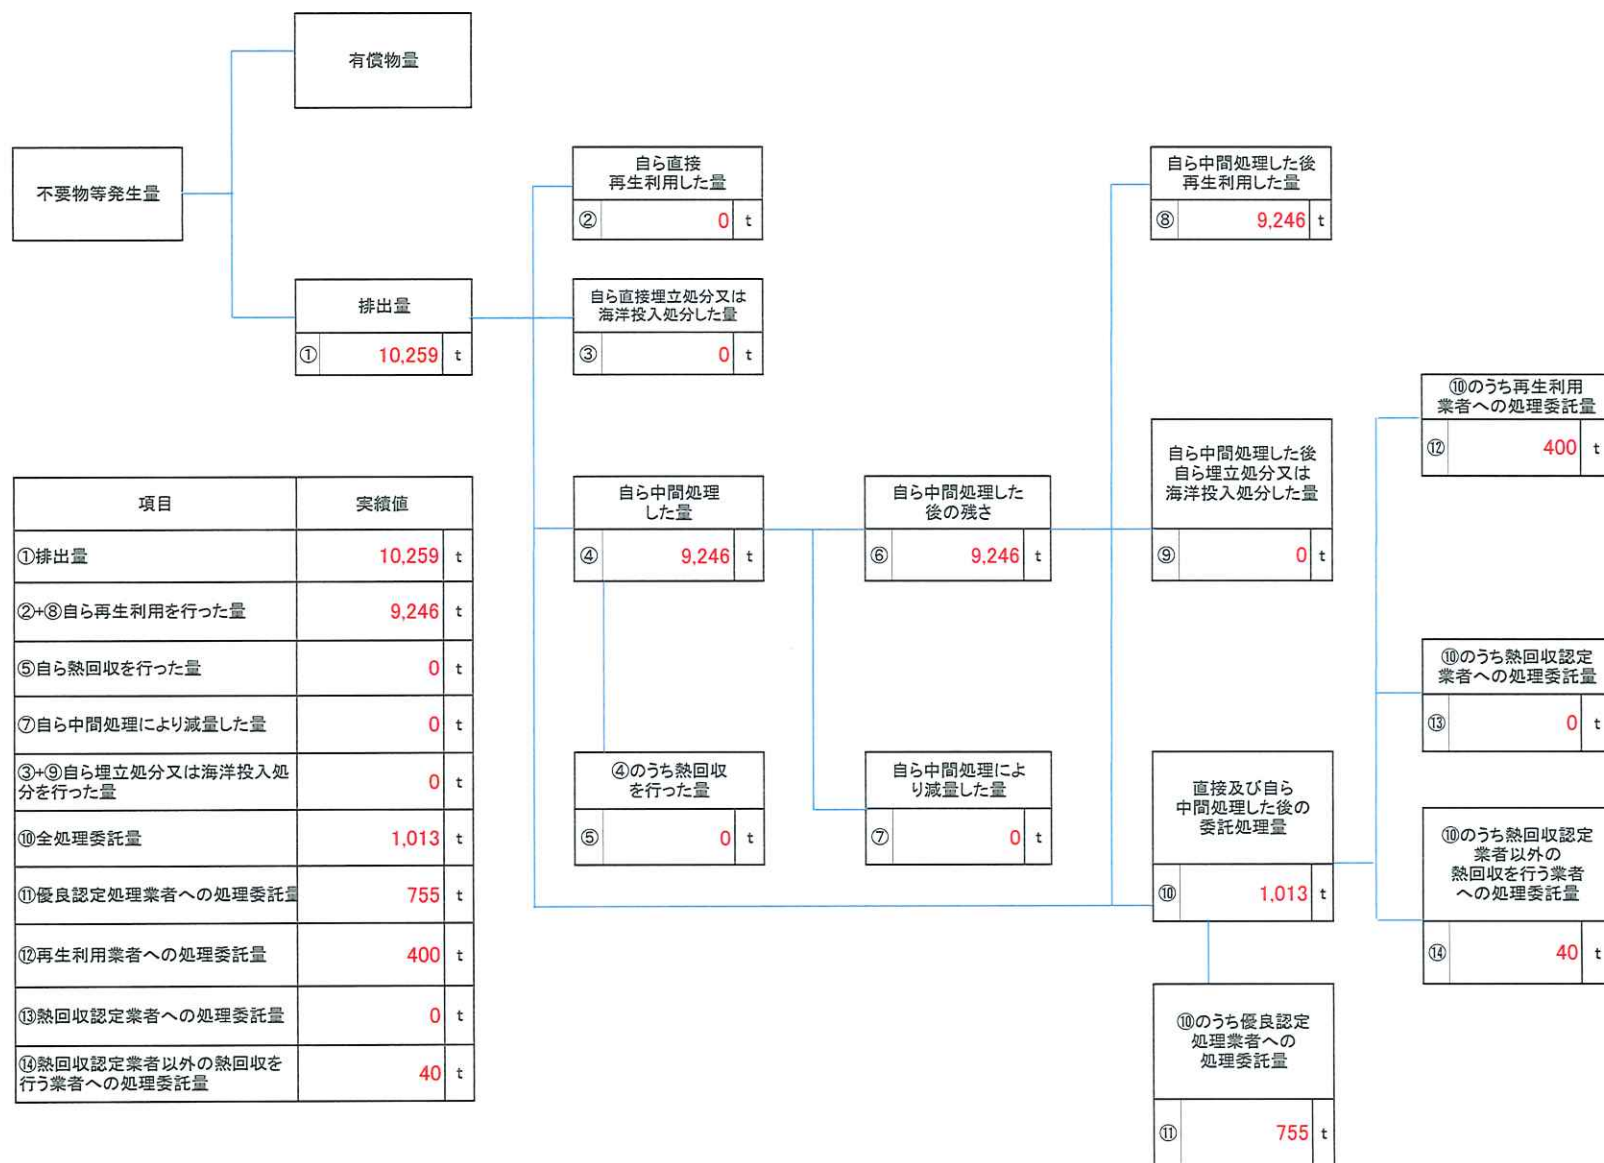 有償物量
不要物等発生量
排出量
① 10,259 t
自ら直接
再生利用した量
② 0 t
自ら直接埋立処分又は
海洋投入処分した量
③ 0 t
自ら中間処理
した量
④ 9,246 t
④のうち熱回収
を行った量
⑤ 0 t
自ら中間処理した
後の残さ
⑥ 9,246 t
自ら中間処理によ
り減量した量
⑦ 0 t
自ら中間処理した後
再生利用した量
⑧ 9,246 t
自ら中間処理した後
自ら埋立処分又は
海洋投入処分した量
⑨ 0 t
直接及び自ら
中間処理した後の
委託処理量
⑩ 1,013 t
⑩のうち優良認定
処理業者への
処理委託量
⑪ 755 t
⑩のうち再生利用
業者への処理委託量
⑫ 400 t
⑩のうち熱回収認定
業者への処理委託量
⑬ 0 t
⑩のうち熱回収認定
業者以外の
熱回収を行う業者
への処理委託量
⑭ 40 t
項目 実績値
①排出量 10,259 t
②+⑧自ら再生利用を行った量 9,246 t
⑤自ら熱回収を行った量 0 t
⑦自ら中間処理により減量した量 0 t
③+⑨自ら埋立処分又は海洋投入処
分を行った量 0 t
⑩全処理委託量 1,013 t
⑪優良認定処理業者への処理委託量 755 t
⑫再生利用業者への処理委託量 400 t
⑬熱回収認定業者への処理委託量 0 t
⑭熱回収認定業者以外の熱回収を
行う業者への処理委託量 40 t